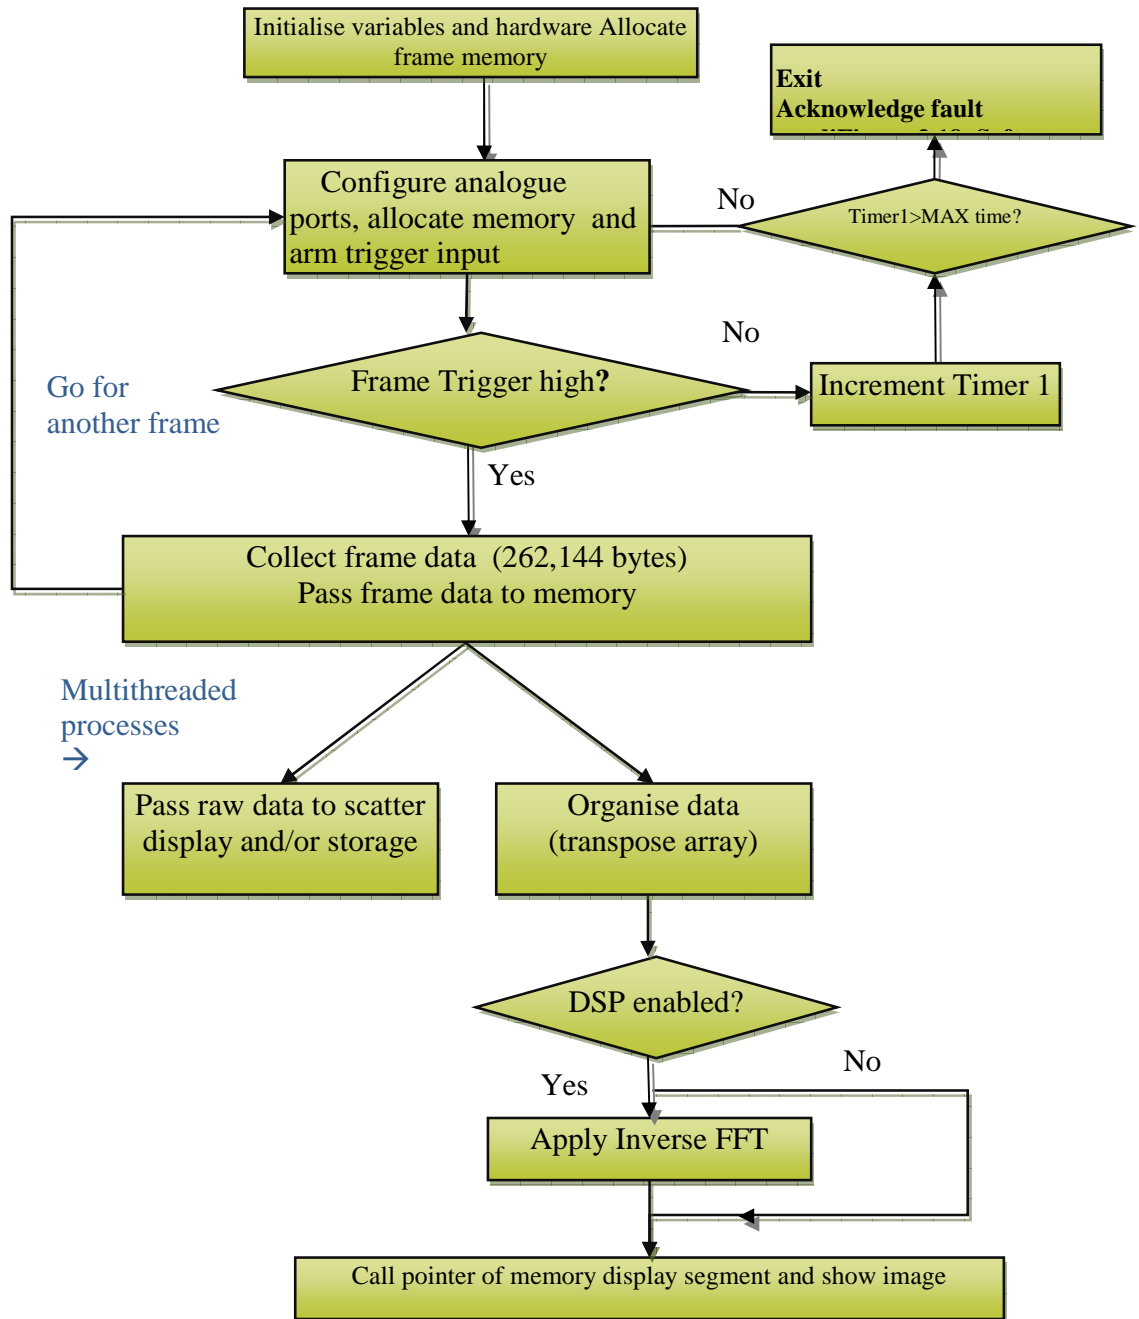 Initialise variables and hardware Allocate
frame memory
Exit
Acknowledge fault
Configure analogue
ports, allocate memory and
arm trigger input
No
Timer1>MAX time?
No
Frame Trigger high?
Increment Timer 1
Go for
another frame
Yes
Collect frame data (262,144 bytes)
Pass frame data to memory
Multithreaded
processes
→
Pass raw data to scatter
display and/or storage
Organise data
(transpose array)
DSP enabled?
No
Yes
Apply Inverse FFT
Call pointer of memory display segment and show image